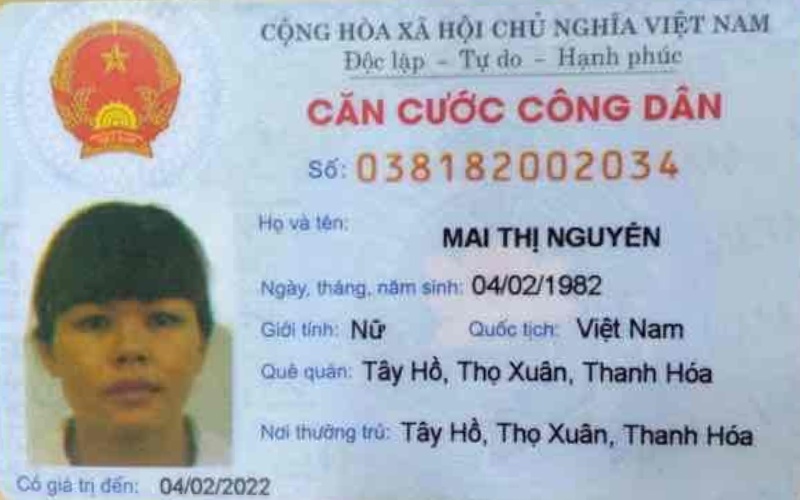 CỘNG HÒA XÃ HỘI CHỦ NGHĨA VIỆT NAM
Độc lập - Tự do - Hạnh phúc
CĂN CƯỚC CÔNG DÂN
Số: 038182002034
Họ và tên:
MAI THỊ NGUYÊN
Ngày, tháng, năm sinh: 04/02/1982
Giới tính: Nữ Quốc tịch: Việt Nam
Quê quán: Tây Hồ, Thọ Xuân, Thanh Hóa
Nơi thường trú: Tây Hồ, Thọ Xuân, Thanh Hóa
Có giá trị đến: 04/02/2022